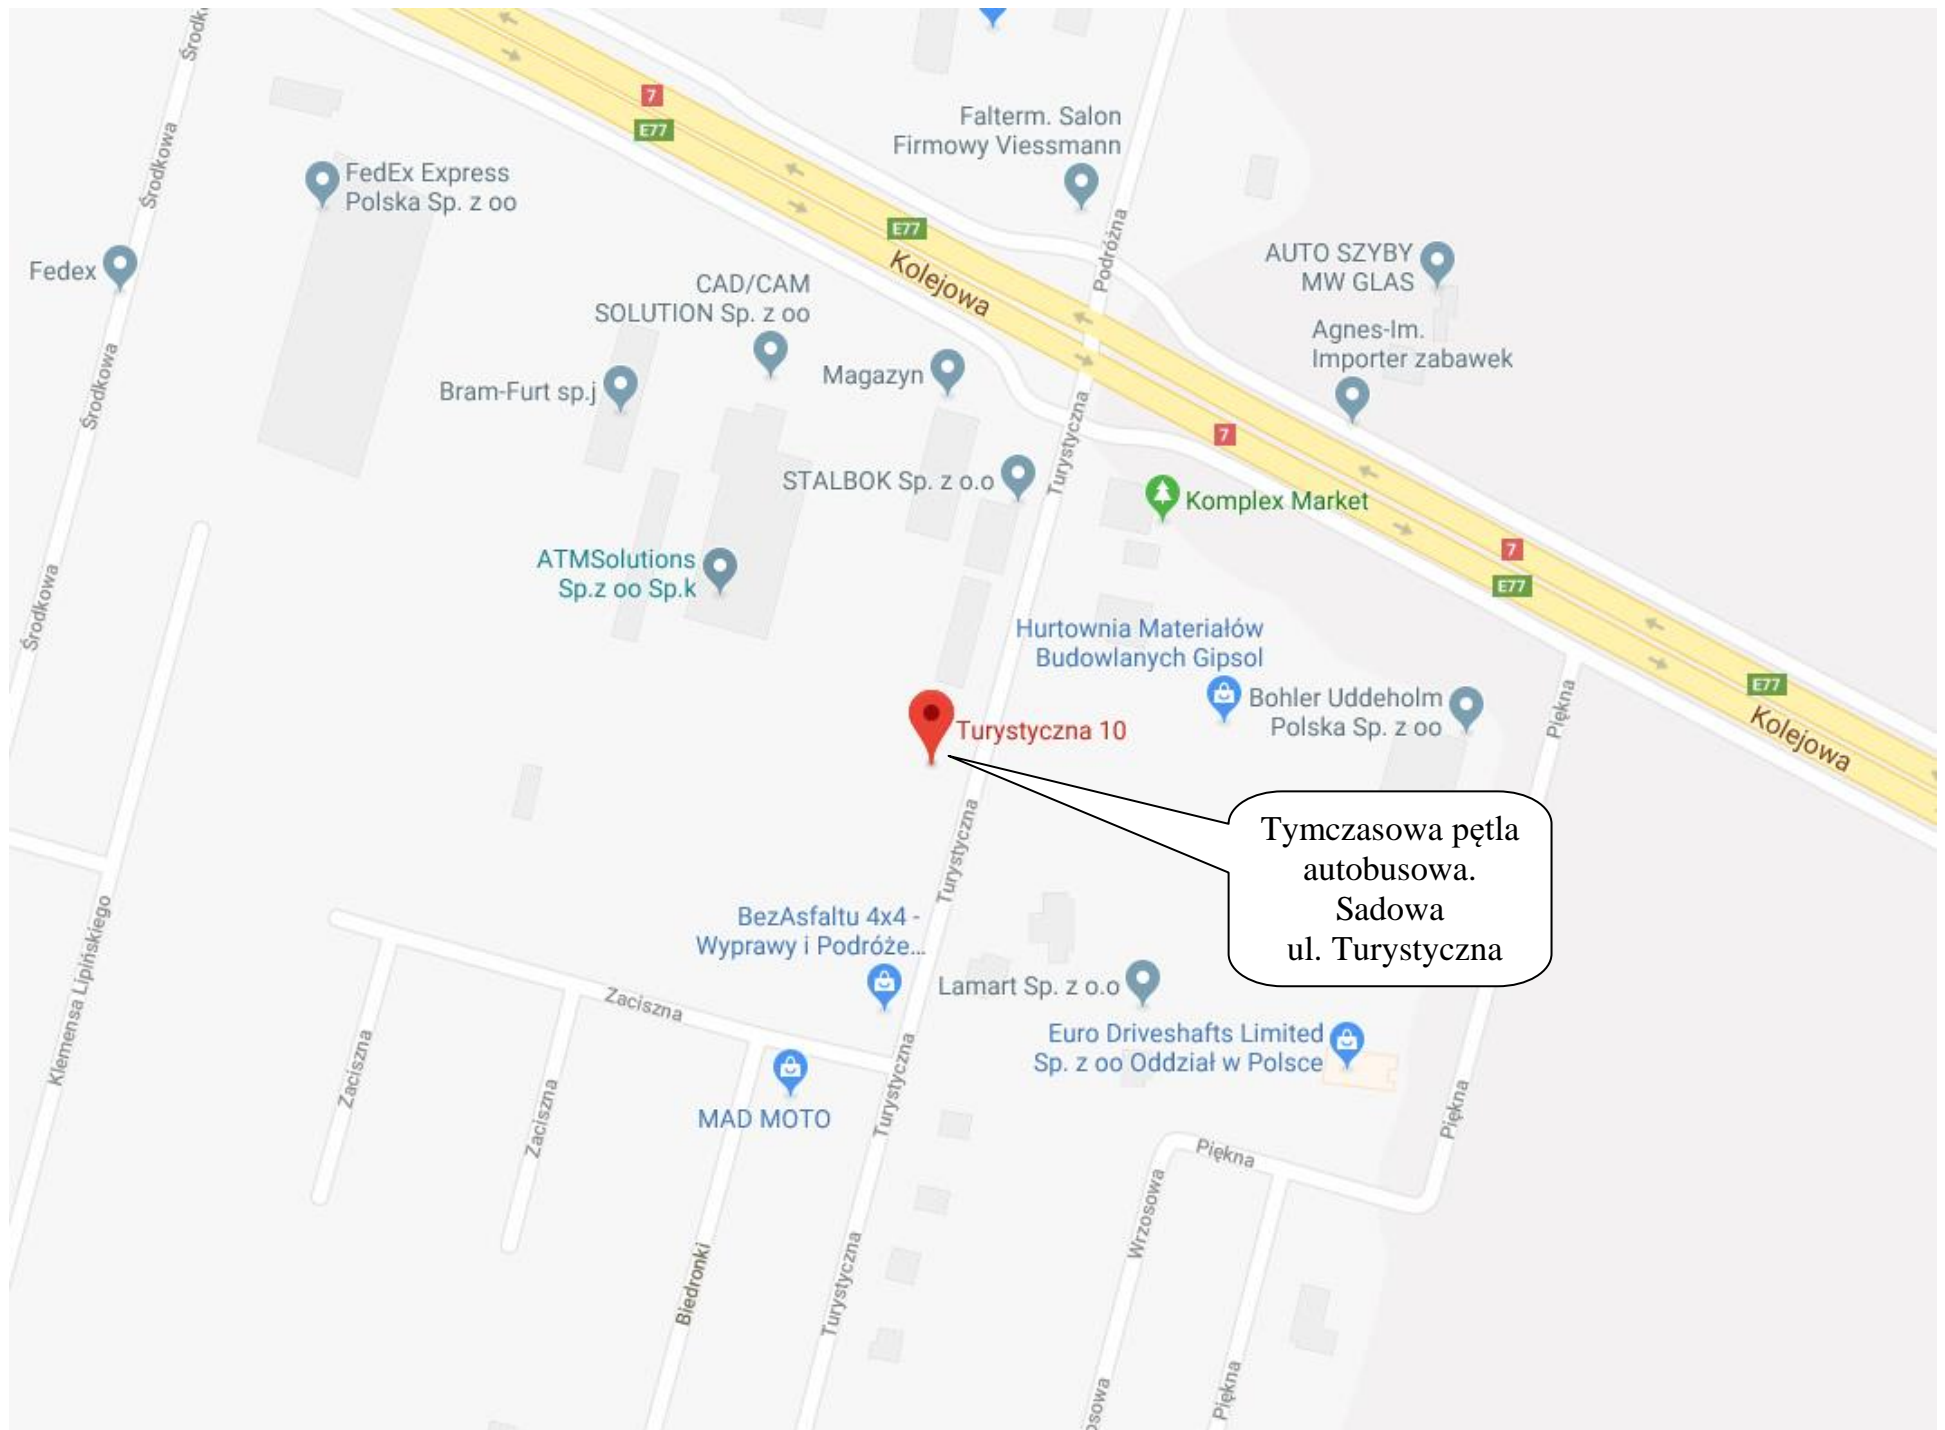 Środk
7
E77
Falterm. Salon
Firmowy Viessmann
Środkowa
FedEx Express
Polska Sp. z oo
Podróżna
E77
Kolejowa
AUTO SZYBY
MW GLAS
Fedex
CAD/CAM
SOLUTION Sp. z oo
Agnes-Im.
Importer zabawek
Środkowa
Bram-Furt sp.j
Magazyn
Turystyczna
7
STALBOK Sp. z o.o
Komplex Market
ATMSolutions
Sp.z oo Sp.k
7
E77
Środkowa
Hurtownia Materiałów
Budowlanych Gipsol
Bohler Uddeholm
Polska Sp. z oo
Piękna
E77
Kolejowa
Turystyczna 10
Tymczasowa pętla
autobusowa.
Sadowa
ul. Turystyczna
Turystyczna
BezAsfaltu 4x4 -
Wyprawy i Podróże...
Klemensa Lipińskiego
Zaciszna
Lamart Sp. z o.o
Euro Driveshafts Limited
Sp. z oo Oddział w Polsce
Zaciszna
Zaciszna
MAD MOTO
Turystyczna
Piękna
Piękna
Wrzosowa
Biedronki
Turystyczna
osowa
Piękna